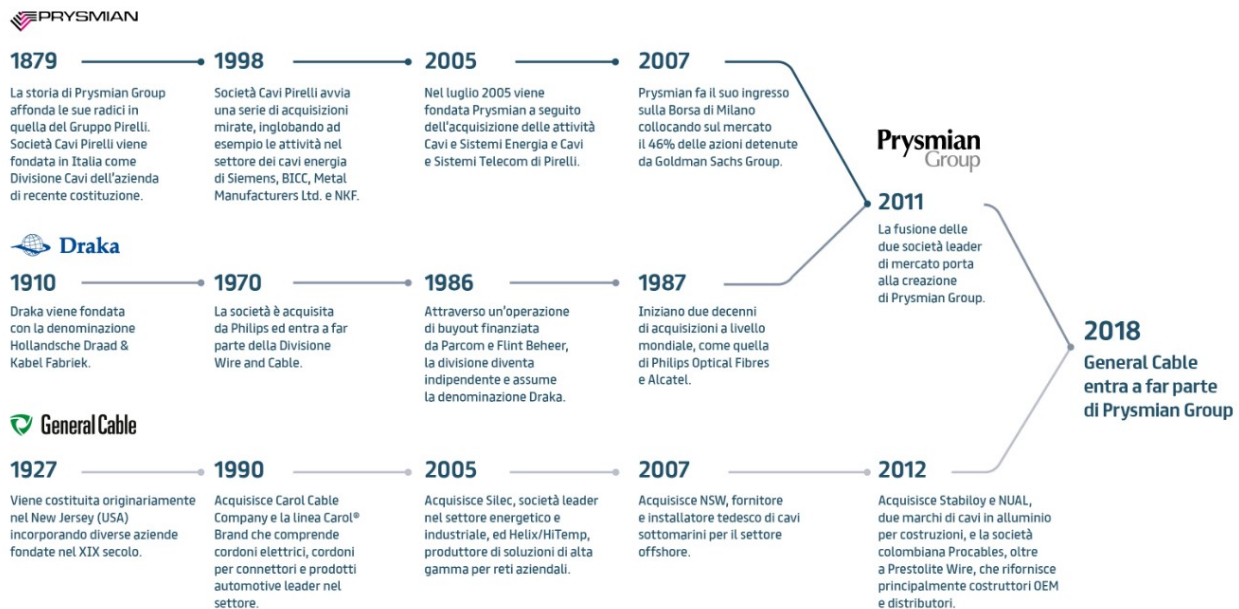 PRYSMIAN
1879
La storia di Prysmian Group
affonda le sue radici in
quella del Gruppo Pirelli.
Società Cavi Pirelli viene
fondata in Italia come
Divisione Cavi dell'azienda
di recente costituzione.
1998
Società Cavi Pirelli avvia
una serie di acquisizioni
mirate, inglobando ad
esempio le attività nel
settore dei cavi energia
di Siemens, BICC, Metal
Manufacturers Ltd. e NKF.
2005
Nel luglio 2005 viene
fondata Prysmian a seguito
dell'acquisizione delle attività
Cavi e Sistemi Energia e Cavi
e Sistemi Telecom di Pirelli.
2007
Prysmian fa il suo ingresso
sulla Borsa di Milano
collocando sul mercato
il 46% delle azioni detenute
da Goldman Sachs Group.
Prysmian
Group
2011
La fusione delle
due società leader
di mercato porta
alla creazione
di Prysmian Group.
Draka
1910
Draka viene fondata
con la denominazione
Hollandsche Draad &
Kabel Fabriek.
1970
La società è acquisita
da Philips ed entra a far
parte della Divisione
Wire and Cable.
1986
Attraverso un'operazione
di buyout finanziata
da Parcom e Flint Beheer,
la divisione diventa
indipendente e assume
la denominazione Draka.
1987
Iniziano due decenni
di acquisizioni a livello
mondiale, come quella
di Philips Optical Fibres
e Alcatel.
2018
General Cable
entra a far parte
di Prysmian Group
General Cable
1927
Viene costituita originariamente
nel New Jersey (USA)
incorporando diverse aziende
fondate nel XIX secolo.
1990
Acquisisce Carol Cable
Company e la linea Carol®
Brand che comprende
cordoni elettrici, cordoni
per connettori e prodotti
automotive leader nel
settore.
2005
Acquisisce Silec, società leader
nel settore energetico e
industriale, ed Helix/HiTemp,
produttore di soluzioni di alta
gamma per reti aziendali.
2007
Acquisisce NSW, fornitore
e installatore tedesco di cavi
sottomarini per il settore
offshore.
2012
Acquisisce Stabiloy e NUAL,
due marchi di cavi in alluminio
per costruzioni, e la società
colombiana Procables, oltre
a Prestolite Wire, che rifornisce
principalmente costruttori OEM
e distributori.